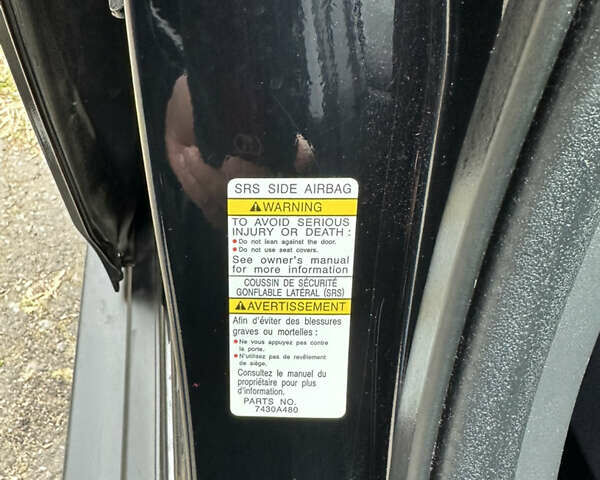 SRS SIDE AIRBAG
⚠WARNING
TO AVOID SERIOUS
INJURY OR DEATH :
• Do not lean against the door.
• Do not use seat covers.
See owner's manual
for more information
COUSSIN DE SÉCURITÉ
GONFLABLE LATÉRAL (SRS)
⚠AVERTISSEMENT
Afin d'éviter des blessures
graves ou mortelles :
• Ne vous appuyez pas contre
la porte.
• N'utilisez pas de revêtement
de siège.
Consultez le manuel du
propriétaire pour plus
d'information.
PARTS NO.
7430A480